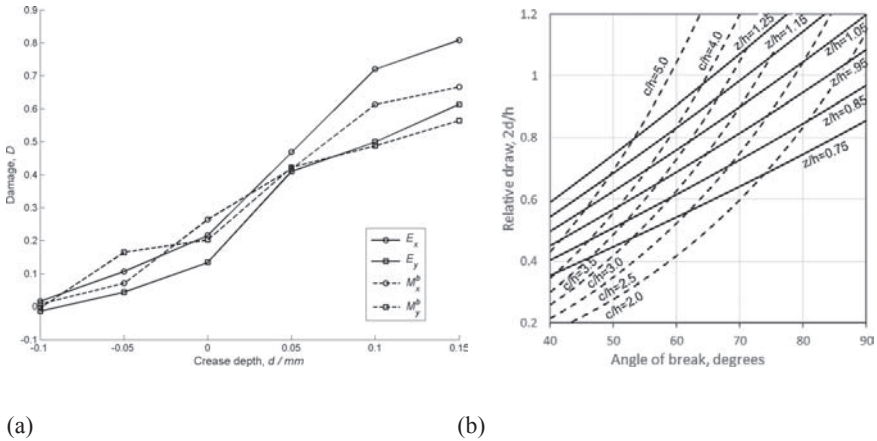 0.9
0.8
0.7
0.6
0.5
0.4
0.3
0.2
0.1
0
-0.1
Damage, D
-0.1
-0.05
0
0.05
0.1
0.15
Crease depth, d / mm
E_x
E_y
M_x^b
M_y^b
1.2
1
0.8
0.6
0.4
0.2
Relative draw, 2d/h
40
50
60
70
80
90
Angle of break, degrees
c/h=5.0
c/h=4.0
z/h=1.25
z/h=1.15
z/h=1.05
z/h=.95
z/h=0.85
z/h=0.75
c/h=3.5
c/h=3.0
c/h=2.5
c/h=2.0
(a)
(b)